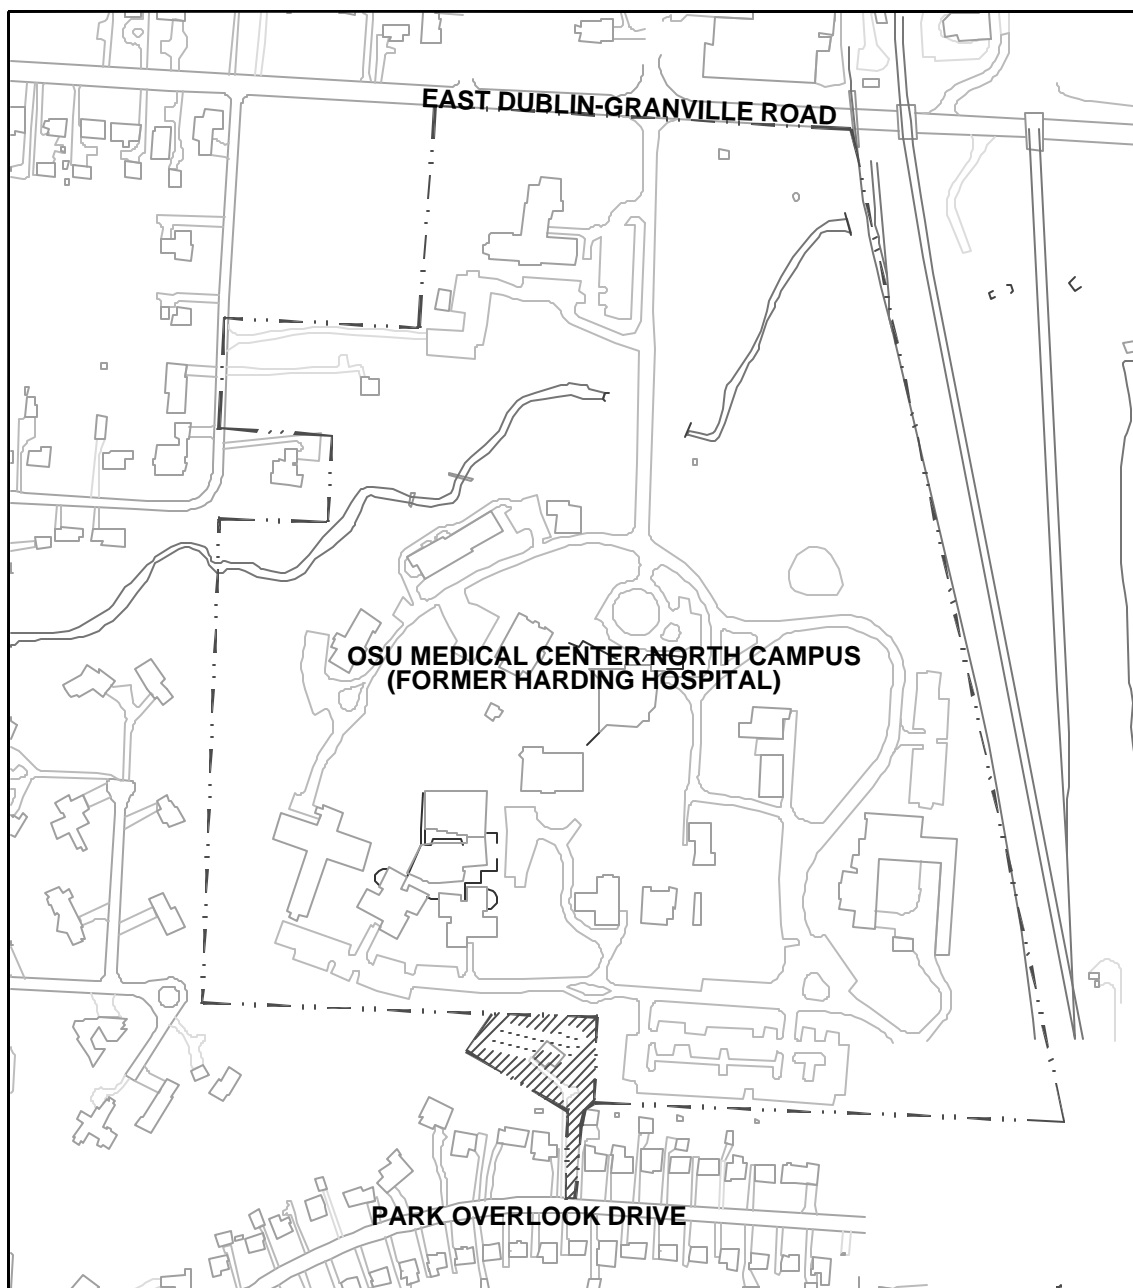 EAST DUBLIN-GRANVILLE ROAD
OSU MEDICAL CENTER NORTH CAMPUS
(FORMER HARDING HOSPITAL)
PARK OVERLOOK DRIVE